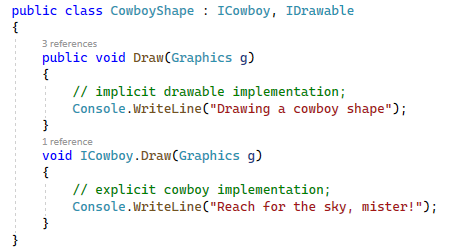 public class CowboyShape : ICowboy, IDrawable
{
3 references
public void Draw(Graphics g)
{
// implicit drawable implementation;
Console.WriteLine("Drawing a cowboy shape");
}
1 reference
void ICowboy.Draw(Graphics g)
{
// explicit cowboy implementation;
Console.WriteLine("Reach for the sky, mister!");
}
}